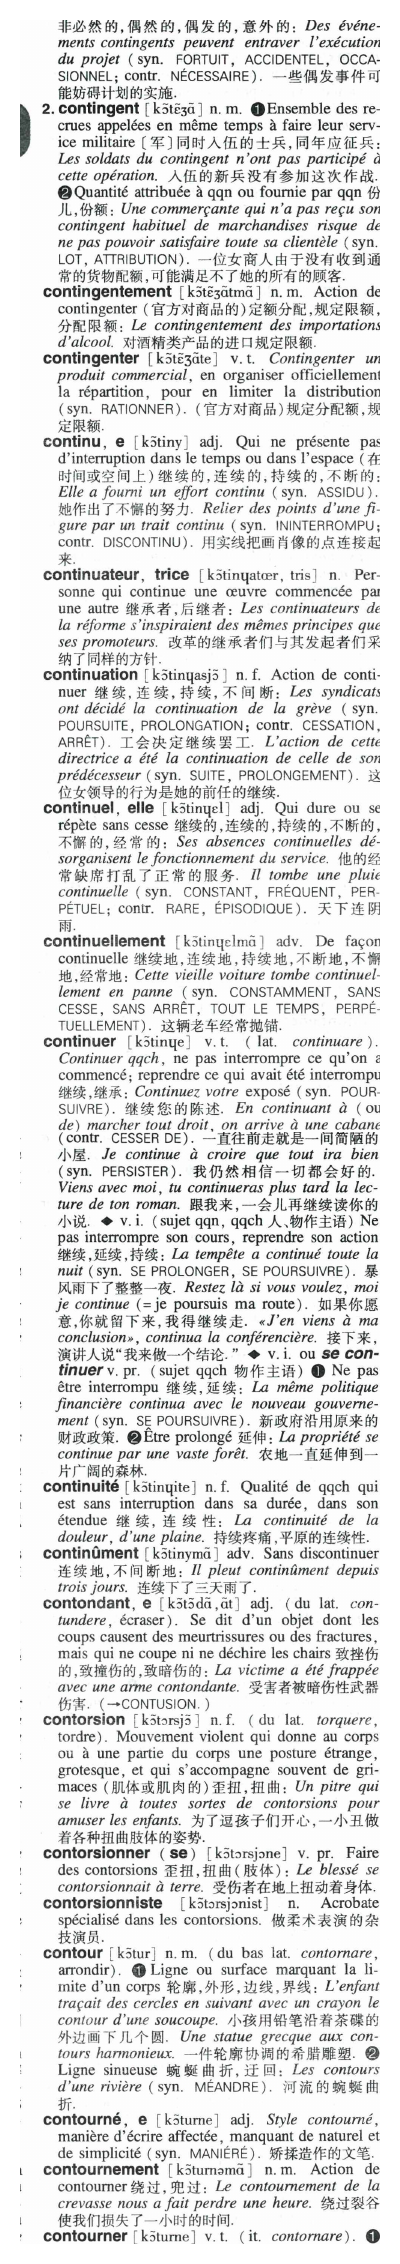 非必然的,偶然的,偶发的,意外的: Des événe-
ments contingents peuvent entraver l'exécution
du projet (syn. FORTUIT, ACCIDENTEL, OCCA-
SIONNEL; contr. NÉCESSAIRE). 一些偶发事件可
能妨碍计划的实施.
2. contingent [kɔ̃tɛ̃ʒɑ̃] n. m. ❶Ensemble des re-
crues appelées en même temps à faire leur serv-
ice militaire [军]同时入伍的士兵,同年应征兵:
Les soldats du contingent n'ont pas participé à
cette opération. 入伍的新兵没有参加这次作战.
❷Quantité attribuée à qqn ou fournie par qqn 份
儿,份额: Une commerçante qui n'a pas reçu son
contingent habituel de marchandises risque de
ne pas pouvoir satisfaire toute sa clientèle (syn.
LOT, ATTRIBUTION). 一位女商人由于没有收到通
常的货物配额,可能满足不了她的所有的顾客.
contingentement [kɔ̃tɛ̃ʒɑ̃tmɑ̃] n. m. Action de
contingenter (官方对商品的)定额分配,规定限额,
分配限额: Le contingentement des importations
d'alcool. 对酒精类产品的进口规定限额.
contingenter [kɔ̃tɛ̃ʒɑ̃te] v. t. Contingenter un
produit commercial, en organiser officiellement
la répartition, pour en limiter la distribution
(syn. RATIONNER). (官方对商品)规定分配额,规
定限额.
continu, e [kɔ̃tiny] adj. Qui ne présente pas
d'interruption dans le temps ou dans l'espace (在
时间或空间上)继续的,连续的,持续的,不断的:
Elle a fourni un effort continu (syn. ASSIDU).
她作出了不懈的努力. Relier des points d'une fi-
gure par un trait continu (syn. ININTERROMPU;
contr. DISCONTINU). 用实线把画肖像的点连接起
来.
continuateur, trice [kɔ̃tinɥatœr, tris] n. Per-
sonne qui continue une œuvre commencée par
une autre 继承者,后继者: Les continuateurs de
la réforme s'inspiraient des mêmes principes que
ses promoteurs. 改革的继承者们与其发起者们采
纳了同样的方针.
continuation [kɔ̃tinɥasjɔ̃] n. f. Action de conti-
nuer 继续,连续,持续,不间断: Les syndicats
ont décidé la continuation de la grève (syn.
POURSUITE, PROLONGATION; contr. CESSATION,
ARRÊT). 工会决定继续罢工. L'action de cette
directrice a été la continuation de celle de son
prédécesseur (syn. SUITE, PROLONGEMENT). 这
位女领导的行为是她的前任的继续.
continuel, elle [kɔ̃tinɥɛl] adj. Qui dure ou se
répète sans cesse 继续的,连续的,持续的,不断的,
不懈的,经常的: Ses absences continuelles dé-
sorganisent le fonctionnement du service. 他的经
常缺席打乱了正常的服务. Il tombe une pluie
continuelle (syn. CONSTANT, FRÉQUENT, PER-
PÉTUEL; contr. RARE, ÉPISODIQUE). 天下连阴
雨.
continuellement [kɔ̃tinɥɛlmɑ̃] adv. De façon
continuelle 继续地,连续地,持续地,不断地,不懈
地,经常地: Cette vieille voiture tombe continuel-
lement en panne (syn. CONSTAMMENT, SANS
CESSE, SANS ARRÊT, TOUT LE TEMPS, PERPÉ-
TUELLEMENT). 这辆老车经常抛锚.
continuer [kɔ̃tinɥe] v. t. (lat. continuare).
Continuer qqch, ne pas interrompre ce qu'on a
commencé; reprendre ce qui avait été interrompu
继续,继承: Continuez votre exposé (syn. POUR-
SUIVRE). 继续您的陈述. En continuant à (ou
de) marcher tout droit, on arrive à une cabane
(contr. CESSER DE). 一直往前走就是一间简陋的
小屋. Je continue à croire que tout ira bien
(syn. PERSISTER). 我仍然相信一切都会好的.
Viens avec moi, tu continueras plus tard la lec-
ture de ton roman. 跟我来,一会儿再继续读你的
小说. ◆ v. i. (sujet qqn, qqch 人、物作主语) Ne
pas interrompre son cours, reprendre son action
继续,延续,持续: La tempête a continué toute la
nuit (syn. SE PROLONGER, SE POURSUIVRE). 暴
风雨下了整整一夜. Restez là si vous voulez, moi
je continue (= je poursuis ma route). 如果你愿
意,你就留下来,我得继续走. «J'en viens à ma
conclusion», continua la conférencière. 接下来,
演讲人说“我来做一个结论.” ◆ v. i. ou se con-
tinuer v. pr. (sujet qqch 物作主语) ❶ Ne pas
être interrompu 继续,延续: La même politique
financière continua avec le nouveau gouverne-
ment (syn. SE POURSUIVRE). 新政府沿用原来的
财政政策. ❷Être prolongé 延伸: La propriété se
continue par une vaste forêt. 农地一直延伸到一
片广阔的森林.
continuité [kɔ̃tinɥite] n. f. Qualité de qqch qui
est sans interruption dans sa durée, dans son
étendue 继续,连续性: La continuité de la
douleur, d'une plaine. 持续疼痛,平原的连续性.
continûment [kɔ̃tinymɑ̃] adv. Sans discontinuer
连续地,不间断地: Il pleut continûment depuis
trois jours. 连续下了三天雨了.
contondant, e [kɔ̃tɔ̃dɑ̃, ɑ̃t] adj. (du lat. con-
tundere, écraser). Se dit d'un objet dont les
coups causent des meurtrissures ou des fractures,
mais qui ne coupe ni ne déchire les chairs 致挫伤
的,致撞伤的,致暗伤的: La victime a été frappée
avec une arme contondante. 受害者被暗伤性武器
伤害. (→CONTUSION.)
contorsion [kɔ̃tɔrsjɔ̃] n. f. (du lat. torquere,
tordre). Mouvement violent qui donne au corps
ou à une partie du corps une posture étrange,
grotesque, et qui s'accompagne souvent de gri-
maces (肌体或肌肉的)歪扭,扭曲: Un pitre qui
se livre à toutes sortes de contorsions pour
amuser les enfants. 为了逗孩子们开心,一小丑做
着各种扭曲肢体的姿势.
contorsionner (se) [kɔ̃tɔrsjɔne] v. pr. Faire
des contorsions 歪扭,扭曲(肢体): Le blessé se
contorsionnait à terre. 受伤者在地上扭动着身体.
contorsionniste [kɔ̃tɔrsjɔnist] n. Acrobate
spécialisé dans les contorsions. 做柔术表演的杂
技演员.
contour [kɔ̃tur] n. m. (du bas lat. contornare,
arrondir). ❶ Ligne ou surface marquant la li-
mite d'un corps 轮廓,外形,边线,界线: L'enfant
traçait des cercles en suivant avec un crayon le
contour d'une soucoupe. 小孩用铅笔沿着茶碟的
外边画下几个圆. Une statue grecque aux con-
tours harmonieux. 一件轮廓协调的希腊雕塑. ❷
Ligne sinueuse 蜿蜒曲折,迂回: Les contours
d'une rivière (syn. MÉANDRE). 河流的蜿蜒曲
折.
contourné, e [kɔ̃turne] adj. Style contourné,
manière d'écrire affectée, manquant de naturel et
de simplicité (syn. MANIÉRÉ). 矫揉造作的文笔.
contournement [kɔ̃turnəmɑ̃] n. m. Action de
contourner 绕过,兜过: Le contournement de la
crevasse nous a fait perdre une heure. 绕过裂谷
使我们损失了一小时的时间.
contourner [kɔ̃turne] v. t. (it. contornare). ❶